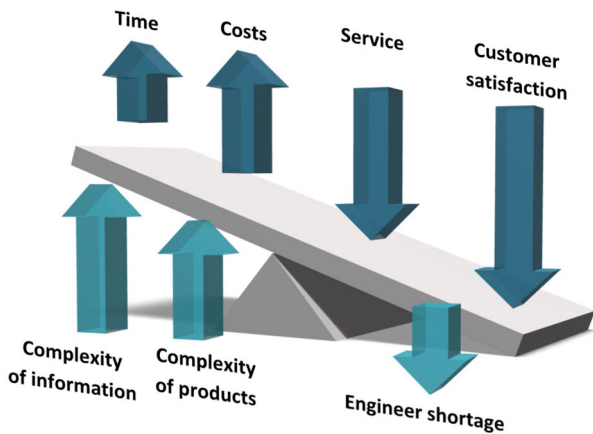 Time
Costs
Service
Customer
satisfaction
Complexity
of information
Complexity
of products
Engineer shortage